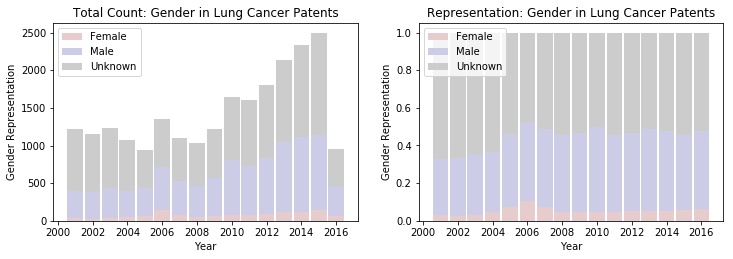 Total Count: Gender in Lung Cancer Patents
Female
Male
Unknown
Gender Representation
2500
2000
1500
1000
500
0
2000 2002 2004 2006 2008 2010 2012 2014 2016
Year
Representation: Gender in Lung Cancer Patents
Female
Male
Unknown
Gender Representation
1.0
0.8
0.6
0.4
0.2
0.0
2000 2002 2004 2006 2008 2010 2012 2014 2016
Year